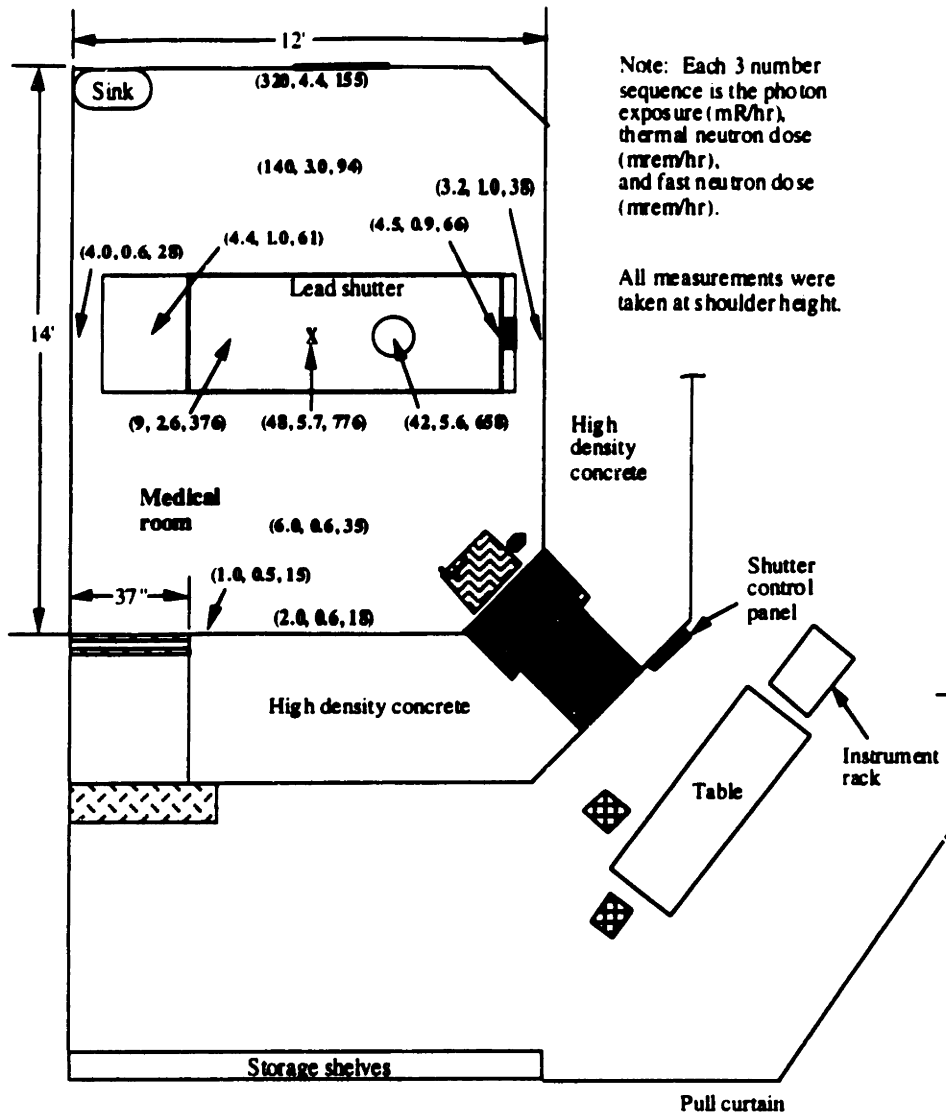 12'
Sink
(320, 4.4, 155)
Note: Each 3 number
sequence is the photon
exposure (mR/hr),
thermal neutron dose
(mrem/hr),
and fast neutron dose
(mrem/hr).
(140, 3.0, 94)
(3.2, 1.0, 38)
(4.5, 0.9, 66)
(4.4, 1.0, 61)
(4.0, 0.6, 28)
All measurements were
taken at shoulder height.
Lead shutter
14'
X
(9, 2.6, 376)
(48, 5.7, 776)
(42, 5.6, 658)
High
density
concrete
Medical
room
(6.0, 0.6, 35)
Shutter
control
panel
(1.0, 0.5, 15)
37"
(2.0, 0.6, 18)
High density concrete
Instrument
rack
Table
Storage shelves
Pull curtain